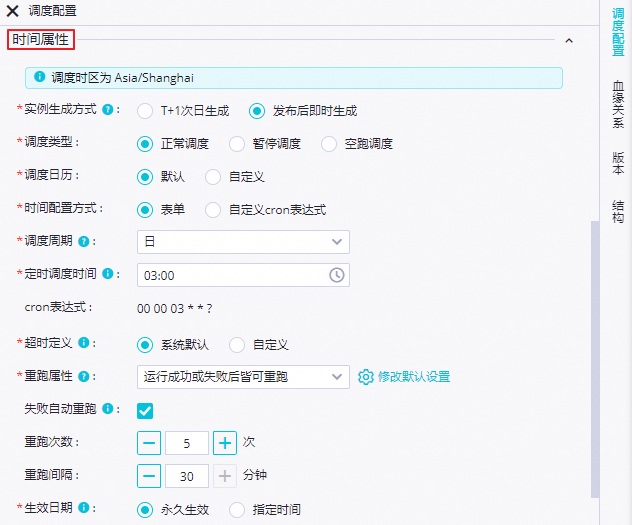 调度配置
时间属性
调度时区为 Asia/Shanghai
*实例生成方式 ? : T+1次日生成 发布后即时生成
*调度类型 : 正常调度 暂停调度 空跑调度
*调度日历 : 默认 自定义
*时间配置方式 : 表单 自定义cron表达式
*调度周期 ? : 日
*定时调度时间 i : 03:00
cron表达式 : 00 00 03 * * ?
*超时定义 i : 系统默认 自定义
*重跑属性 ? : 运行成功或失败后皆可重跑 修改默认设置
失败自动重跑 i :
重跑次数 : 5 次
重跑间隔 : 30 分钟
*生效日期 i : 永久生效 指定时间
调度配置
血缘关系
版本
结构